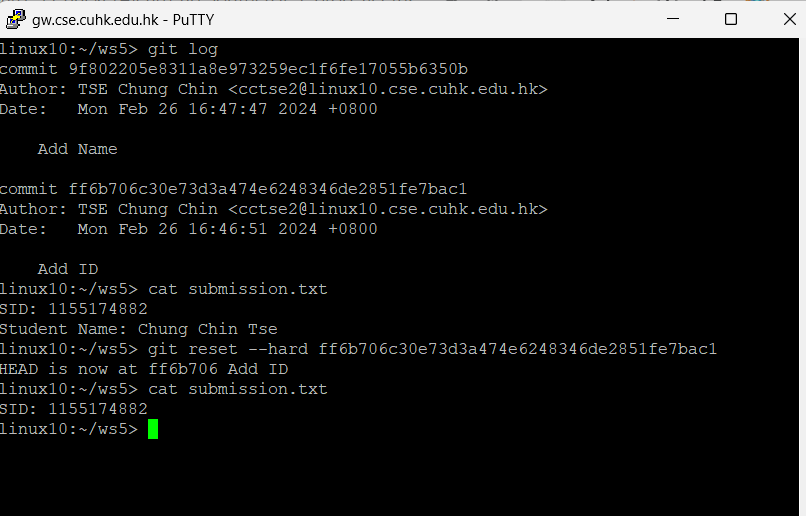 gw.cse.cuhk.edu.hk - PuTTY
linux10:~/ws5> git log
commit 9f802205e8311a8e973259ec1f6fe17055b6350b
Author: TSE Chung Chin <cctse2@linux10.cse.cuhk.edu.hk>
Date:   Mon Feb 26 16:47:47 2024 +0800
    Add Name
commit ff6b706c30e73d3a474e6248346de2851fe7bac1
Author: TSE Chung Chin <cctse2@linux10.cse.cuhk.edu.hk>
Date:   Mon Feb 26 16:46:51 2024 +0800
    Add ID
linux10:~/ws5> cat submission.txt
SID: 1155174882
Student Name: Chung Chin Tse
linux10:~/ws5> git reset --hard ff6b706c30e73d3a474e6248346de2851fe7bac1
HEAD is now at ff6b706 Add ID
linux10:~/ws5> cat submission.txt
SID: 1155174882
linux10:~/ws5>